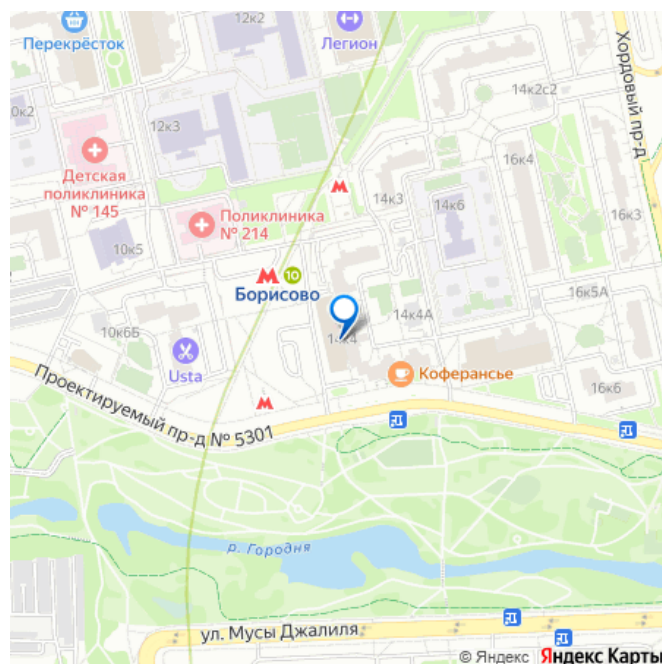 12к2
Перекрёсток
Легион
Хордовый пр-д
14к2с2
0к2
12к3
16к4
Детская
поликлиника
№ 145
14к3
14к6
16к3
Поликлиника
№ 214
10к5
М
М 10
Борисово
16к5А
14к4А
10к6Б
14к4
Usta
Коферансье
16к6
М
Проектируемый пр-д № 5301
р. Городня
ул. Мусы Джалиля
© Яндекс Яндекс Карты